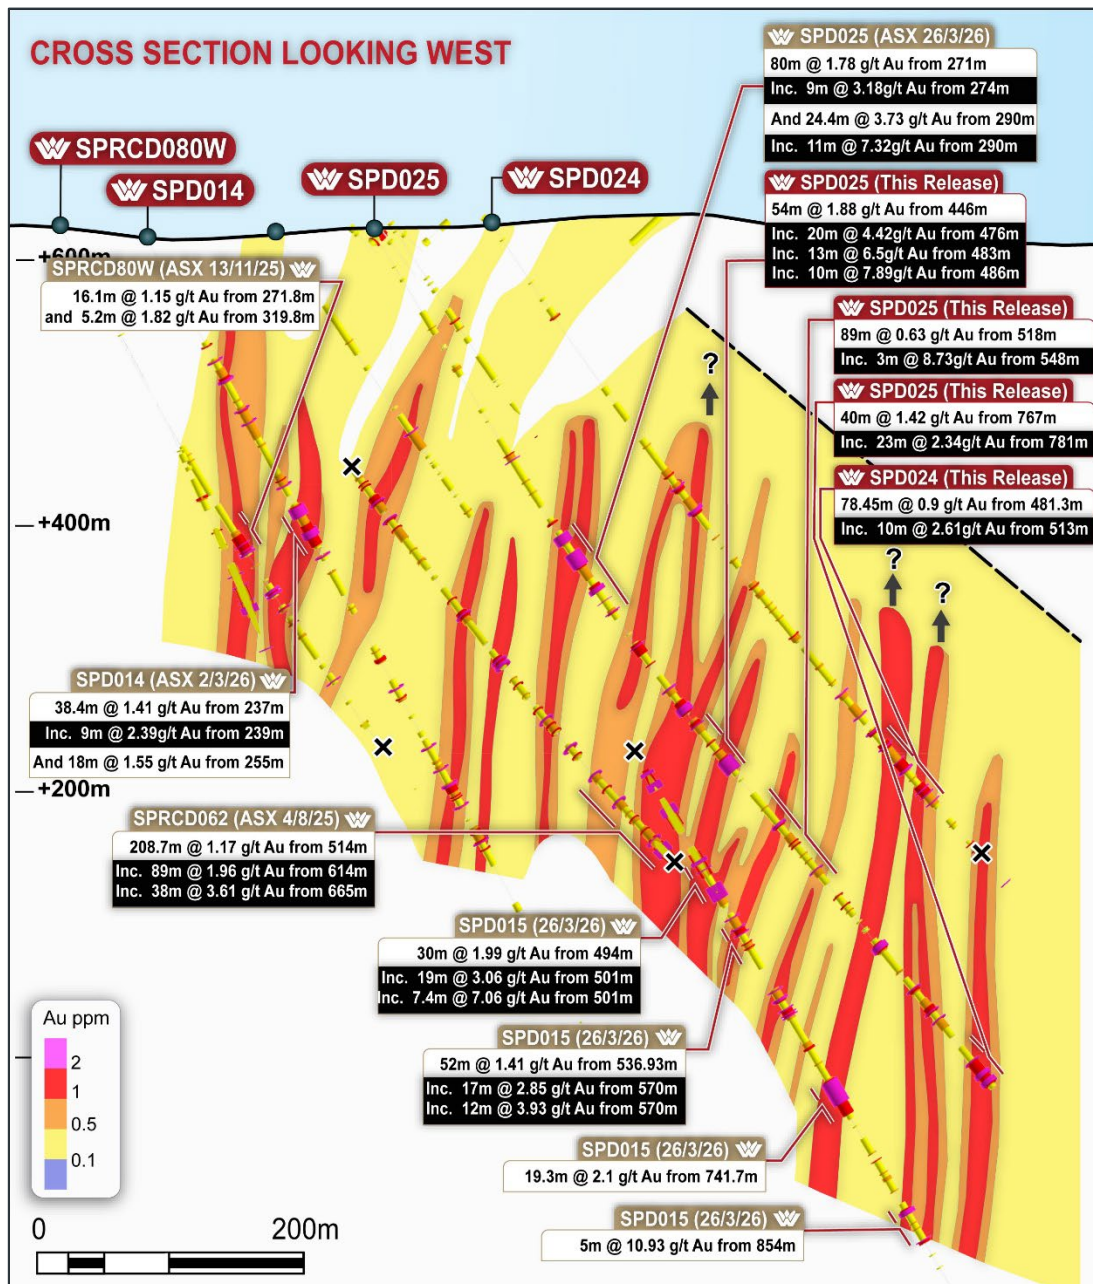 CROSS SECTION LOOKING WEST
SPRCD080W
SPD014
SPD025
SPD024
SPD025 (ASX 26/3/26)
80m @ 1.78 g/t Au from 271m
Inc. 9m @ 3.18g/t Au from 274m
And 24.4m @ 3.73 g/t Au from 290m
Inc. 11m @ 7.32g/t Au from 290m
SPD025 (This Release)
54m @ 1.88 g/t Au from 446m
Inc. 20m @ 4.42g/t Au from 476m
Inc. 13m @ 6.5g/t Au from 483m
Inc. 10m @ 7.89g/t Au from 486m
+600m
SPRCD80W (ASX 13/11/25)
16.1m @ 1.15 g/t Au from 271.8m
and 5.2m @ 1.82 g/t Au from 319.8m
SPD025 (This Release)
89m @ 0.63 g/t Au from 518m
Inc. 3m @ 8.73g/t Au from 548m
?
SPD025 (This Release)
40m @ 1.42 g/t Au from 767m
Inc. 23m @ 2.34g/t Au from 781m
SPD024 (This Release)
78.45m @ 0.9 g/t Au from 481.3m
Inc. 10m @ 2.61g/t Au from 513m
+400m
?
?
SPD014 (ASX 2/3/26)
38.4m @ 1.41 g/t Au from 237m
Inc. 9m @ 2.39g/t Au from 239m
And 18m @ 1.55 g/t Au from 255m
+200m
SPRCD062 (ASX 4/8/25)
208.7m @ 1.17 g/t Au from 514m
Inc. 89m @ 1.96 g/t Au from 614m
Inc. 38m @ 3.61 g/t Au from 665m
SPD015 (26/3/26)
30m @ 1.99 g/t Au from 494m
Inc. 19m @ 3.06 g/t Au from 501m
Inc. 7.4m @ 7.06 g/t Au from 501m
SPD015 (26/3/26)
52m @ 1.41 g/t Au from 536.93m
Inc. 17m @ 2.85 g/t Au from 570m
Inc. 12m @ 3.93 g/t Au from 570m
Au ppm
2
1
0.5
0.1
SPD015 (26/3/26)
19.3m @ 2.1 g/t Au from 741.7m
SPD015 (26/3/26)
5m @ 10.93 g/t Au from 854m
0 200m